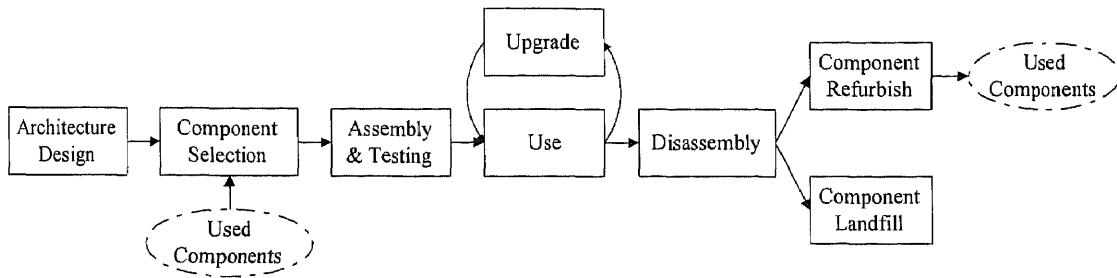 Architecture
Design
Component
Selection
Used
Components
Assembly
& Testing
Upgrade
Use
Disassembly
Component
Refurbish
Component
Landfill
Used
Components